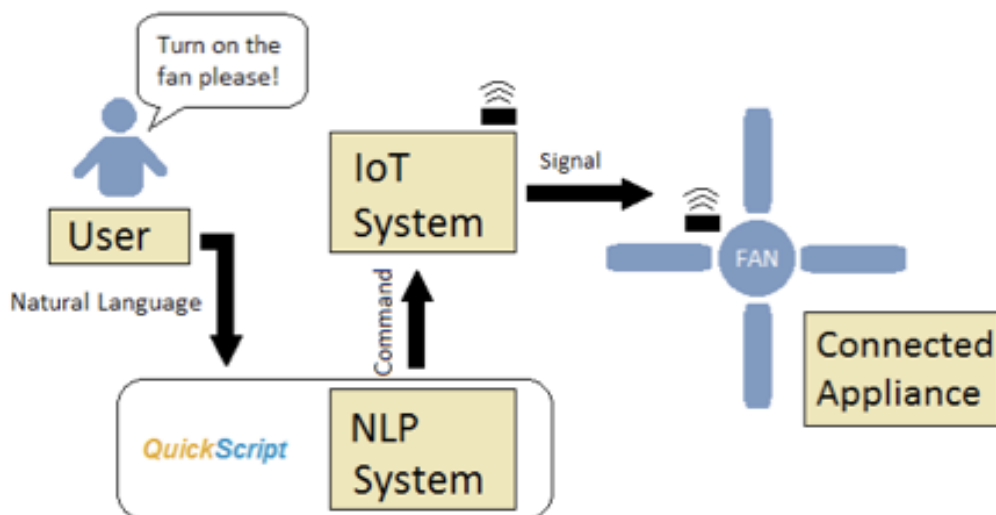 Turn on the
fan please!
User
Natural Language
QuickScript
NLP
System
Command
IoT
System
Signal
FAN
Connected
Appliance